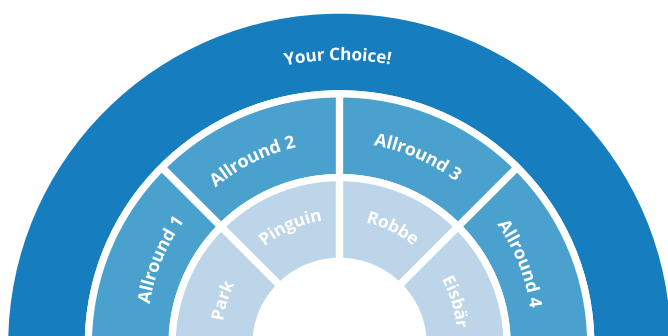 Your Choice!
Allround 1
Allround 2
Allround 3
Allround 4
Park
Pinguin
Robbe
Eisbär